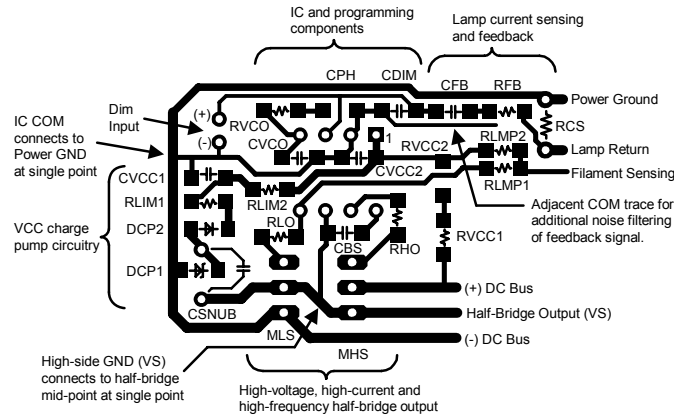 IC and programming
components
Lamp current sensing
and feedback
CPH
CDIM
CFB
RFB
Power Ground
(+)
Dim
Input
RVCO
RCS
IC COM
connects to
Power GND
at single point
(-)
CVCO
1
RVCC2
RLMP2
Lamp Return
CVCC1
CVCC2
Filament Sensing
RLIM2
RLMP1
RLIM1
Adjacent COM trace for
additional noise filtering
of feedback signal.
VCC charge
pump circuitry
DCP2
RLO
CBS
RHO
RVCC1
DCP1
(+) DC Bus
CSNUB
Half-Bridge Output (VS)
MLS
(-) DC Bus
High-side GND (VS)
connects to half-bridge
mid-point at single point
MHS
High-voltage, high-current and
high-frequency half-bridge output